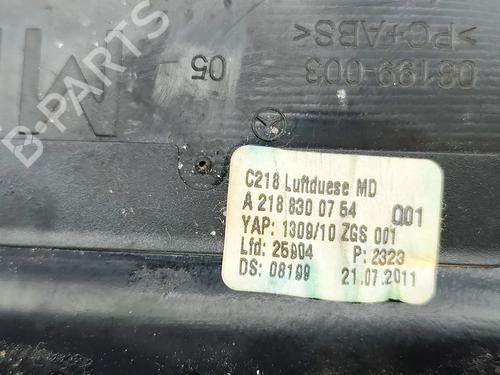 B-PARTS
>PC+ABS<
08199-003
05
C218 Luftduese MD
A 218 830 07 54 Q01
YAP: 1309/10 ZGS 001
Lfd: 25904 P: 2323
DS: 08199 21.07.2011